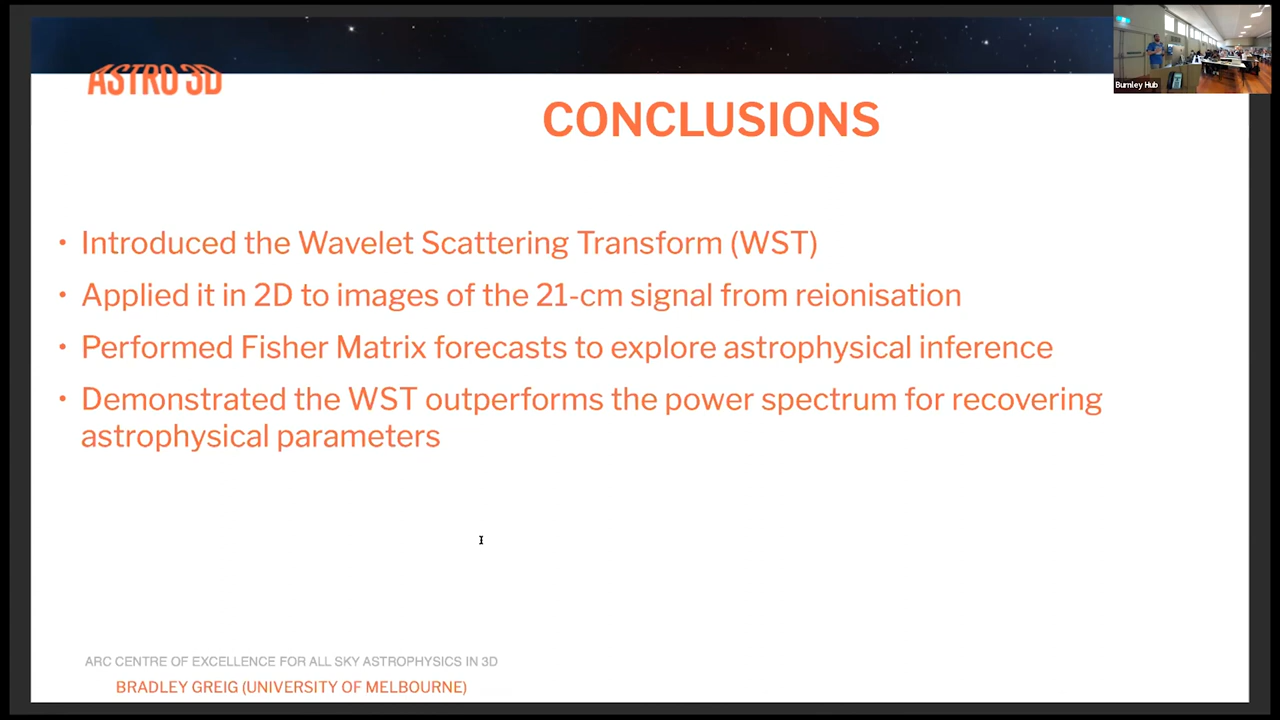 ASTRO 3D
Burnley Hub
CONCLUSIONS
• Introduced the Wavelet Scattering Transform (WST)
• Applied it in 2D to images of the 21-cm signal from reionisation
• Performed Fisher Matrix forecasts to explore astrophysical inference
• Demonstrated the WST outperforms the power spectrum for recovering
astrophysical parameters
ARC CENTRE OF EXCELLENCE FOR ALL SKY ASTROPHYSICS IN 3D
BRADLEY GREIG (UNIVERSITY OF MELBOURNE)